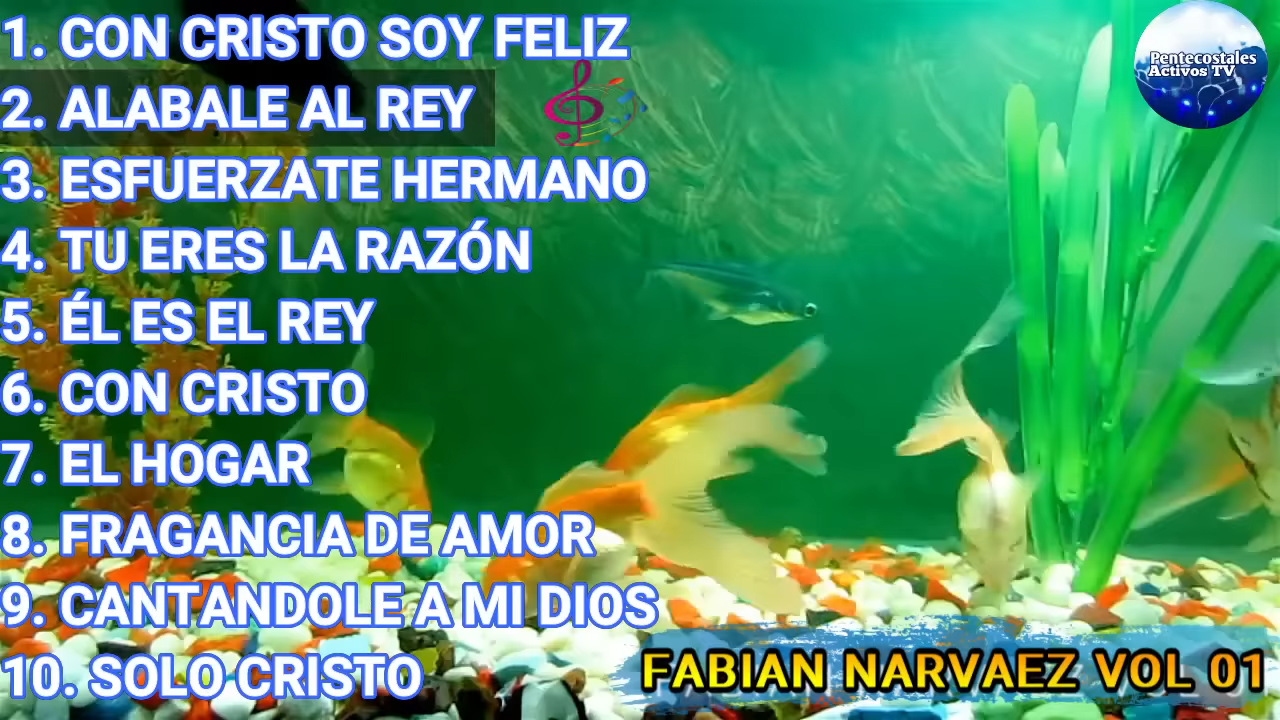 1. CON CRISTO SOY FELIZ
2. ALABALE AL REY
3. ESFUERZATE HERMANO
4. TU ERES LA RAZÓN
5. ÉL ES EL REY
6. CON CRISTO
7. EL HOGAR
8. FRAGANCIA DE AMOR
9. CANTANDOLE A MI DIOS
10. SOLO CRISTO
Pentecostales
Activos TV
FABIAN NARVAEZ VOL 01